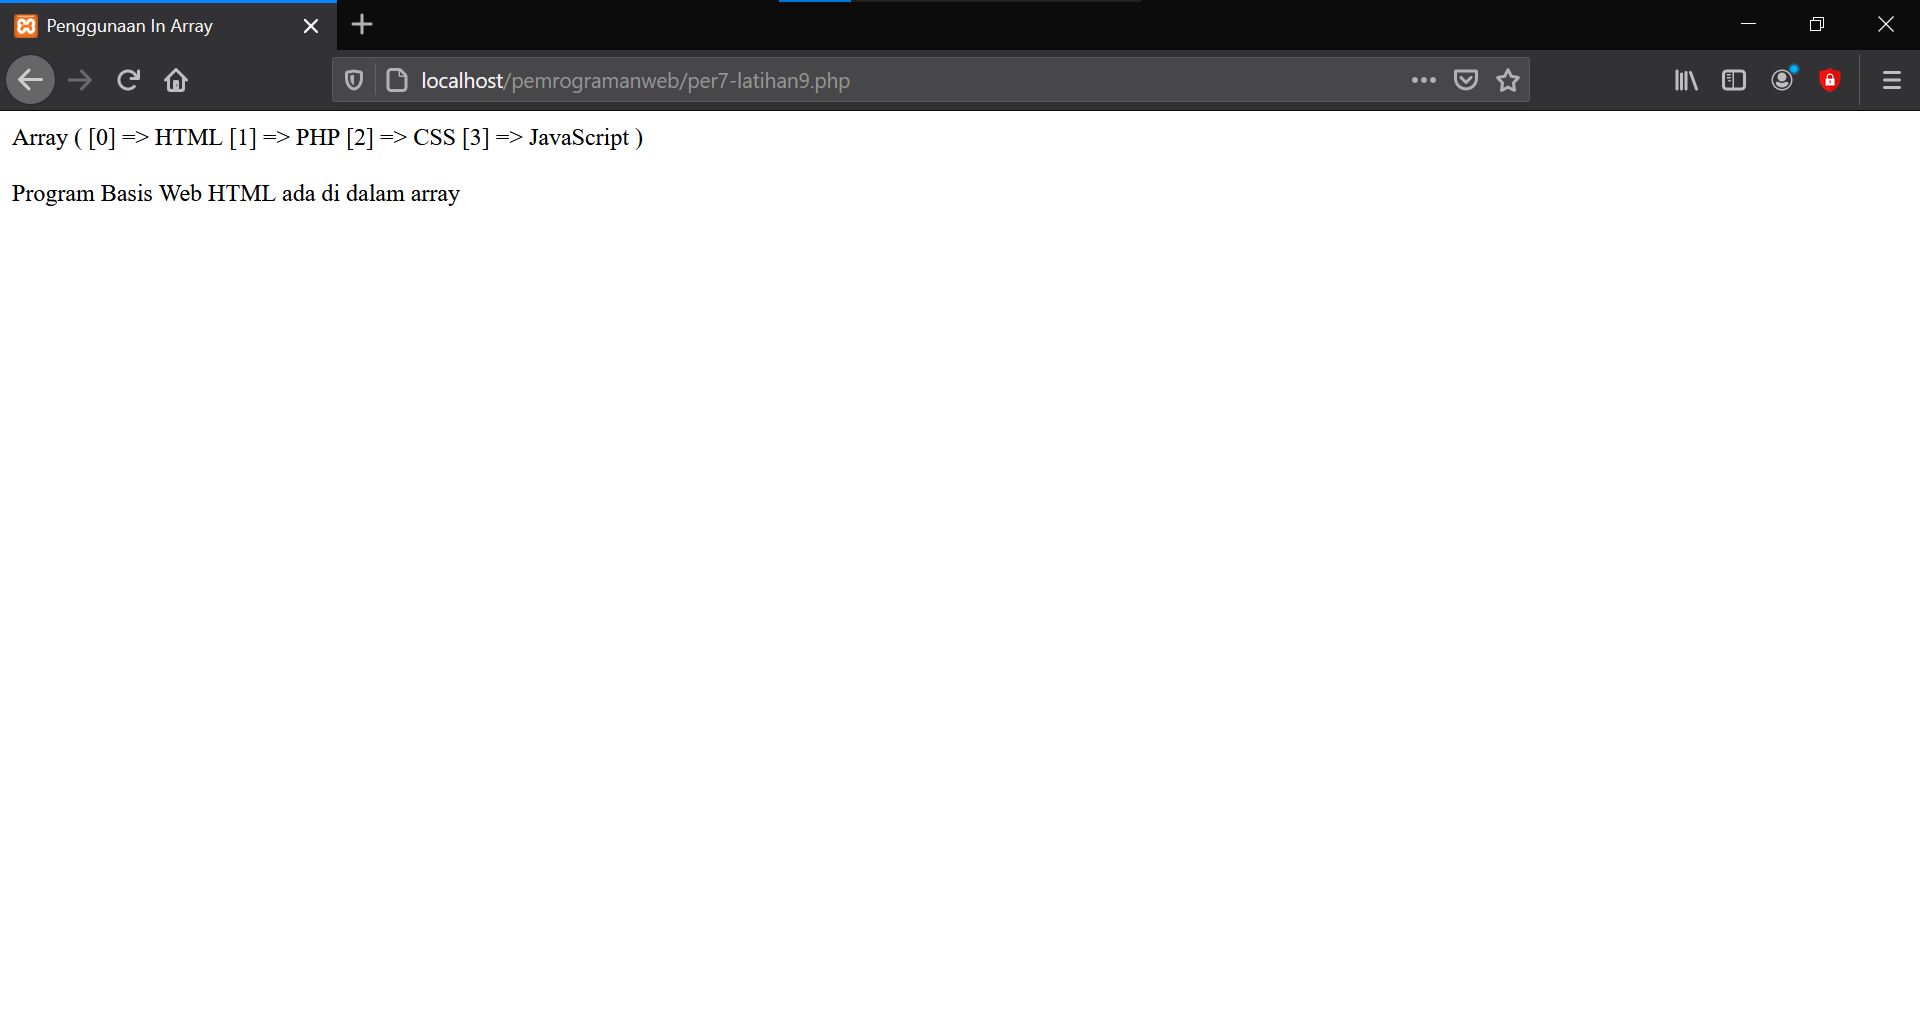 Penggunaan In Array
localhost/pemrogramanweb/per7-latihan9.php
Array ( [0] => HTML [1] => PHP [2] => CSS [3] => JavaScript )
Program Basis Web HTML ada di dalam array